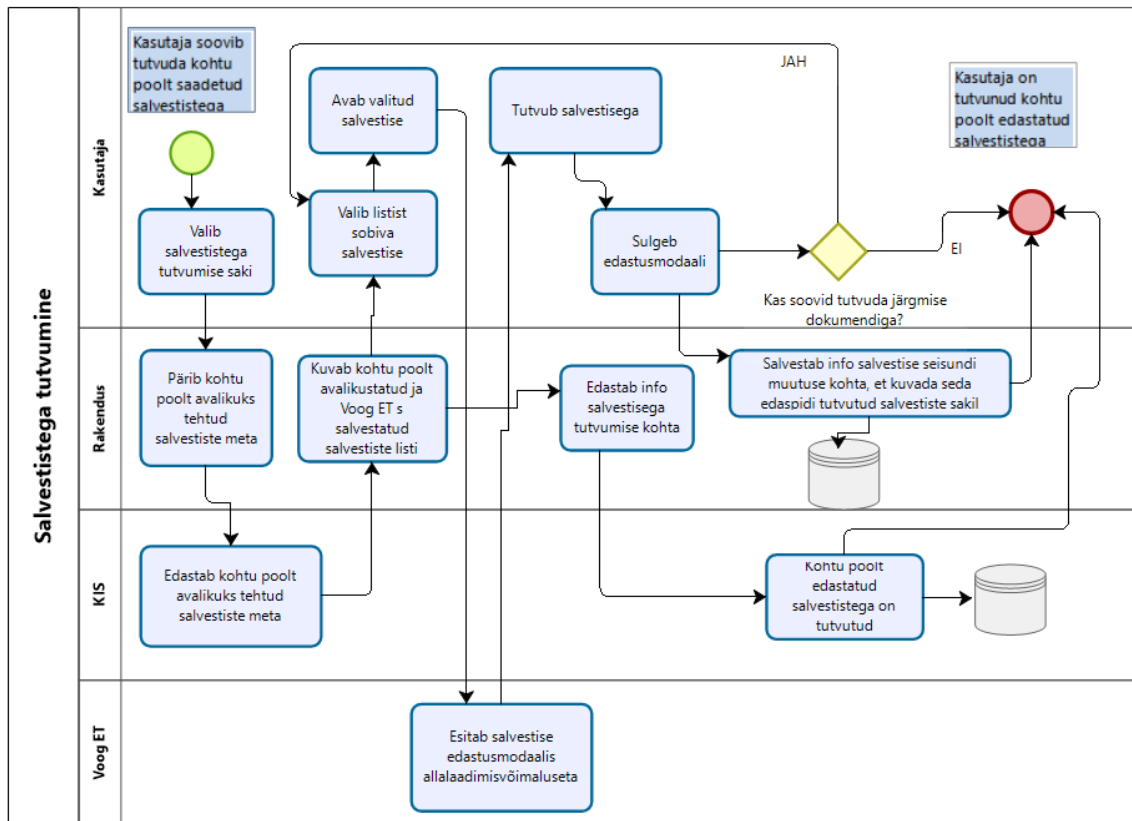 Salvestistega tutvumine
Kasutaja
Kasutaja soovib
tutvuda kohtu
poolt saadetud
salvestistega
Valib
salvestistega
tutvumise saki
Avab valitud
salvestise
Valib listist
sobiva
salvestise
Tutvub salvestisega
Sulgeb
edastusmodaali
JAH
EI
Kas soovid tutvuda järgmise
dokumendiga?
Kasutaja on
tutvunud kohtu
poolt edastatud
salvestistega
Rakendus
Pärib kohtu
poolt avalikuks
tehtud
salvestiste meta
Kuvab kohtu poolt
avalikustatud ja
Voog ET s
salvestatud
salvestiste listi
Edastab info
salvestisega
tutvumise kohta
Salvestab info salvestise seisundi
muutuse kohta, et kuvada seda
edaspidi tutvutud salvestiste sakil
KIS
Edastab kohtu poolt
avalikuks tehtud
salvestiste meta
Kohtu poolt
edastatud
salvestistega on
tutvutud
Voog ET
Esitab salvestise
edastusmodaalis
allalaadimisvõimaluseta